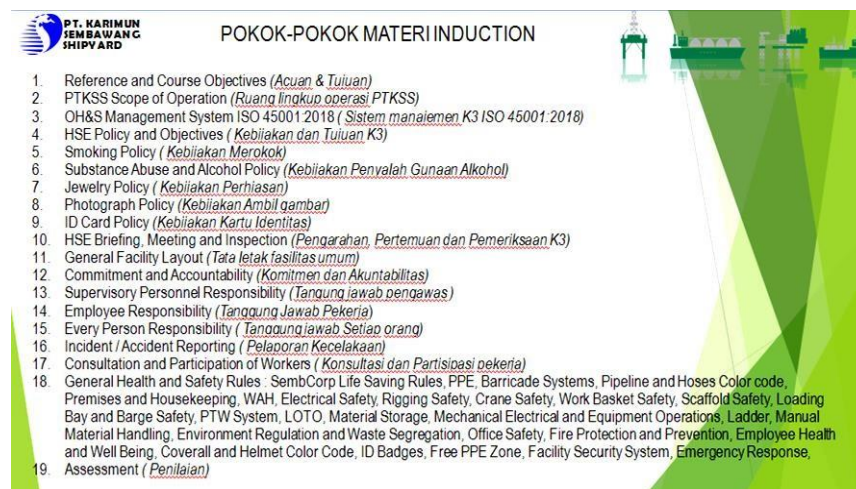 PT. KARIMUN
SEMBAWANG
SHIPYARD
POKOK-POKOK MATERI INDUCTION
1. Reference and Course Objectives (Acuan & Tujuan)
2. PTKSS Scope of Operation (Ruang lingkup operasi PTKSS)
3. OH&S Management System ISO 45001:2018 ( Sistem manajemen K3 ISO 45001:2018)
4. HSE Policy and Objectives ( Kebijakan dan Tujuan K3)
5. Smoking Policy ( Kebijakan Merokok)
6. Substance Abuse and Alcohol Policy (Kebijakan Penyalah Gunaan Alkohol)
7. Jewelry Policy ( Kebijakan Perhiasan)
8. Photograph Policy (Kebijakan Ambil gambar)
9. ID Card Policy (Kebijakan Kartu Identitas)
10. HSE Briefing, Meeting and Inspection (Pengarahan, Pertemuan dan Pemeriksaan K3)
11. General Facility Layout (Tata letak fasilitas umum)
12. Commitment and Accountability (Komitmen dan Akuntabilitas)
13. Supervisory Personnel Responsibility (Tangung jawab pengawas )
14. Employee Responsibility (Tanggung Jawab Pekerja)
15. Every Person Responsibility ( Tanggung jawab Setiap orang)
16. Incident / Accident Reporting ( Pelaporan Kecelakaan)
17. Consultation and Participation of Workers ( Konsultasi dan Partisipasi pekerja)
18. General Health and Safety Rules : SembCorp Life Saving Rules, PPE, Barricade Systems, Pipeline and Hoses Color code,
Premises and Housekeeping, WAH, Electrical Safety, Rigging Safety, Crane Safety, Work Basket Safety, Scaffold Safety, Loading
Bay and Barge Safety, PTW System, LOTO, Material Storage, Mechanical Electrical and Equipment Operations, Ladder, Manual
Material Handling, Environment Regulation and Waste Segregation, Office Safety, Fire Protection and Prevention, Employee Health
and Well Being, Coverall and Helmet Color Code, ID Badges, Free PPE Zone, Facility Security System, Emergency Response,
19. Assessment ( Penilaian)